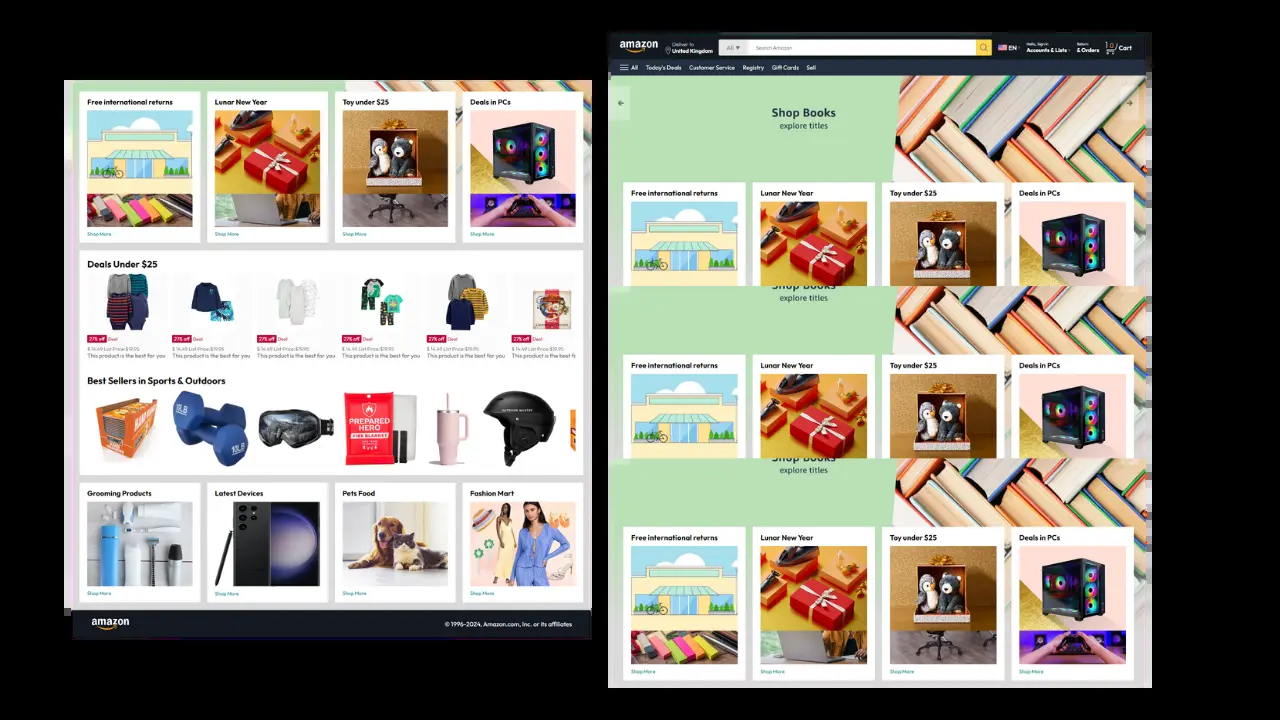 Free international returns
Lunar New Year
Toy under $25
Deals in PCs
Shop More
Shop More
Shop More
Shop More
Deals Under $25
27% off Deal
27% off Deal
27% off Deal
27% off Deal
27% off Deal
27% off Deal
$ 14.49 List Price:$19.95
$ 14.49 List Price:$19.95
$ 14.49 List Price:$19.95
$ 14.49 List Price:$19.95
$ 14.49 List Price:$19.95
$ 14.49 List Price:$19.95
This product is the best for you
This product is the best for you
This product is the best for you
This product is the best for you
This product is the best for you
This product is the best fo
Best Sellers in Sports & Outdoors
PREPARED
HERO
FIRE BLANKET
OUTDOOR MASTER
10LB
Grooming Products
Latest Devices
Pets Food
Fashion Mart
Shop More
Shop More
Shop More
Shop More
amazon
© 1996-2024, Amazon.com, Inc. or its affiliates
amazon
Deliver to
United Kingdom
All ▼
Search Amazon
EN
Hello, Sign in
Accounts & Lists
Return
& Orders
0
Cart
All
Today's Deals
Customer Service
Registry
Gift Cards
Sell
Shop Books
explore titles
Free international returns
Lunar New Year
Toy under $25
Deals in PCs
Shop Books
explore titles
Free international returns
Lunar New Year
Toy under $25
Deals in PCs
Shop Books
explore titles
Free international returns
Lunar New Year
Toy under $25
Deals in PCs
Shop More
Shop More
Shop More
Shop More